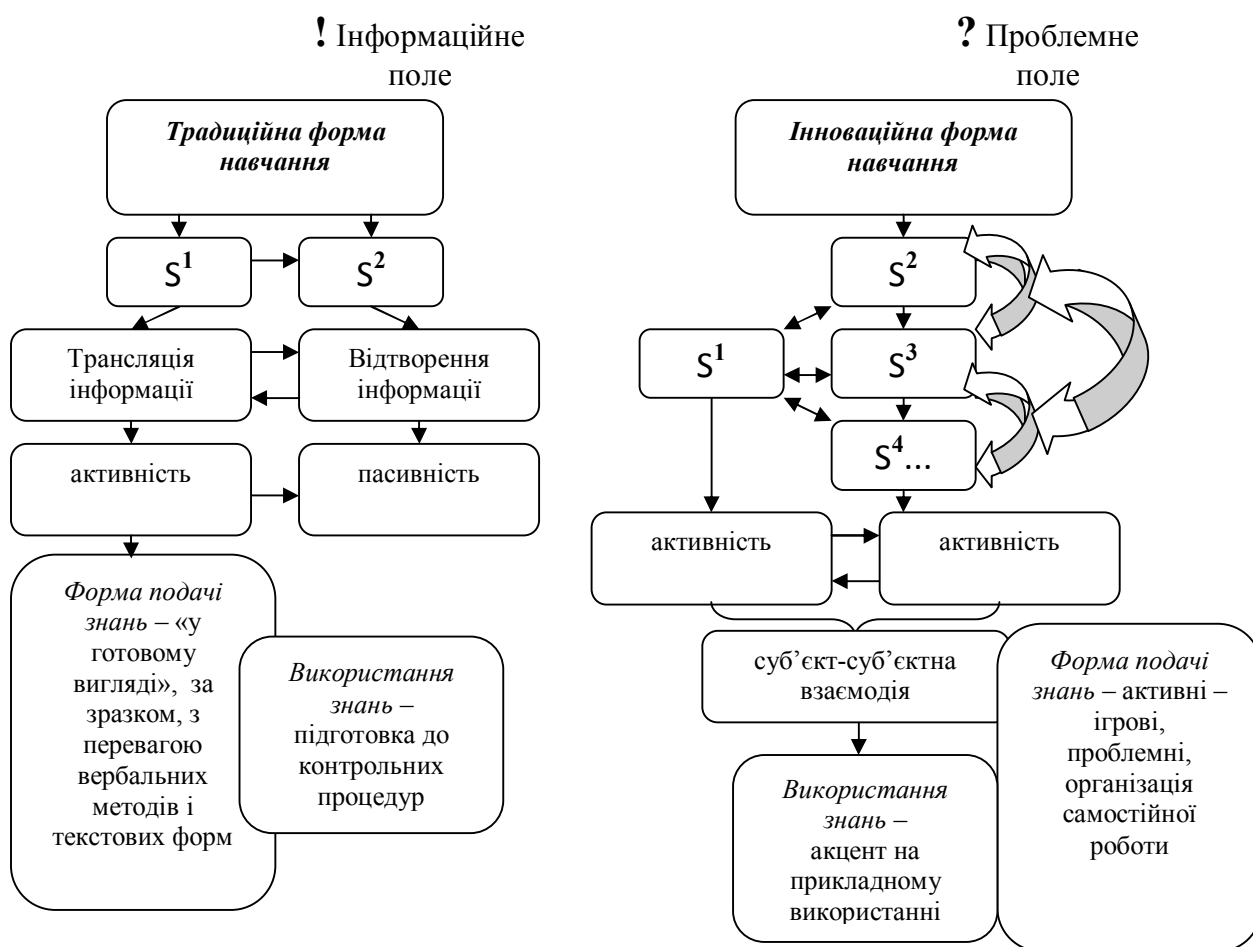 ! Інформаційне
поле
Традиційна форма
навчання
S¹
S²
Трансляція
інформації
Відтворення
інформації
активність
пасивність
Форма подачі
знань – «у
готовому
вигляді», за
зразком, з
перевагою
вербальних
методів і
текстових форм
Використання
знань –
підготовка до
контрольних
процедур
? Проблемне
поле
Інноваційна форма
навчання
S²
S¹
S³
S⁴...
активність
активність
суб’єкт-суб’єктна
взаємодія
Використання
знань –
акцент на
прикладному
використанні
Форма подачі
знань – активні –
ігрові,
проблемні,
організація
самостійної
роботи